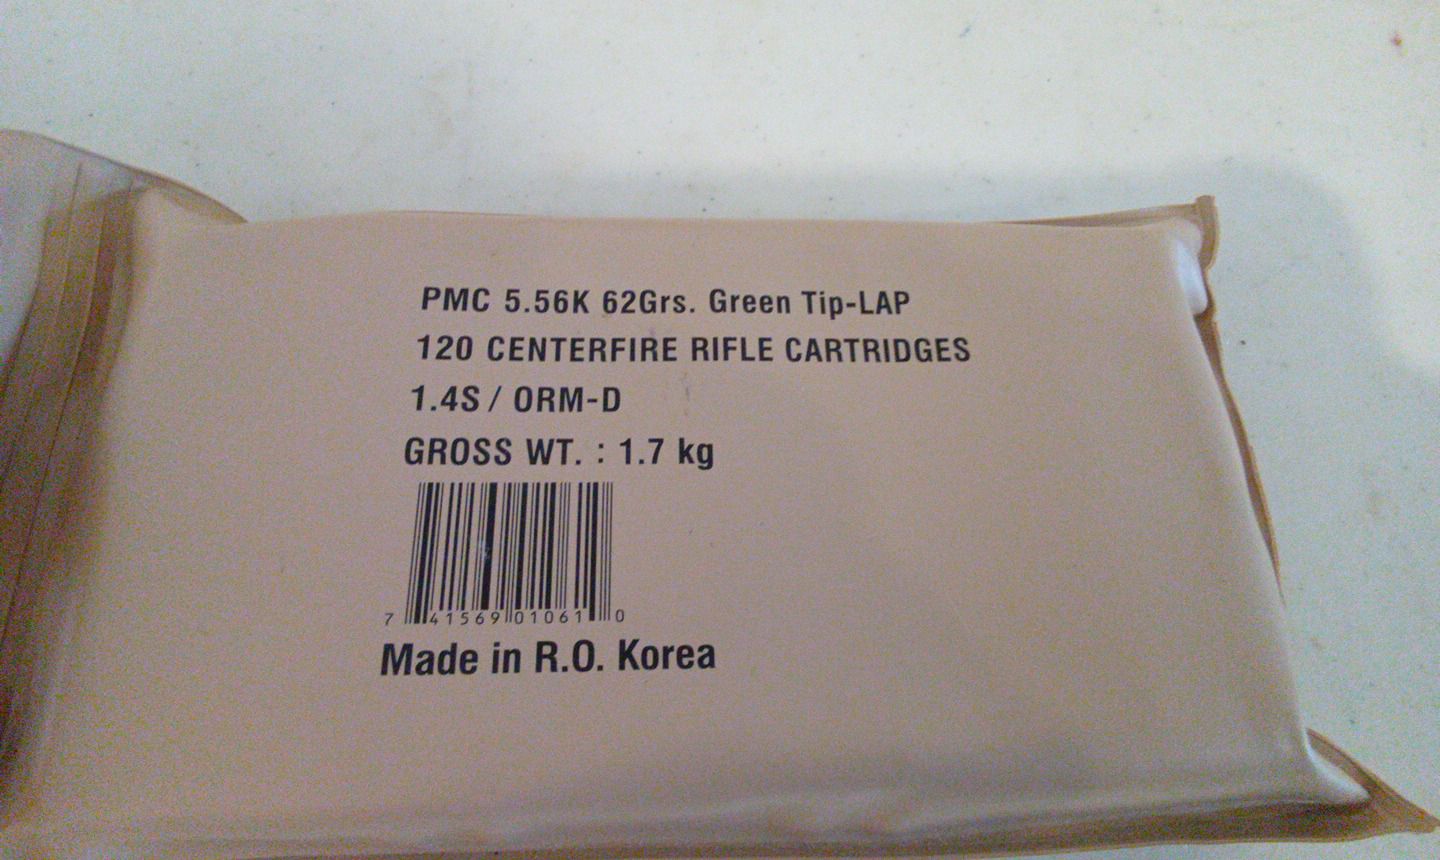 PMC 5.56K 62Grs. Green Tip-LAP
120 CENTERFIRE RIFLE CARTRIDGES
1.4S / ORM-D
GROSS WT. : 1.7 kg
7 41569 01061 0
Made in R.O. Korea